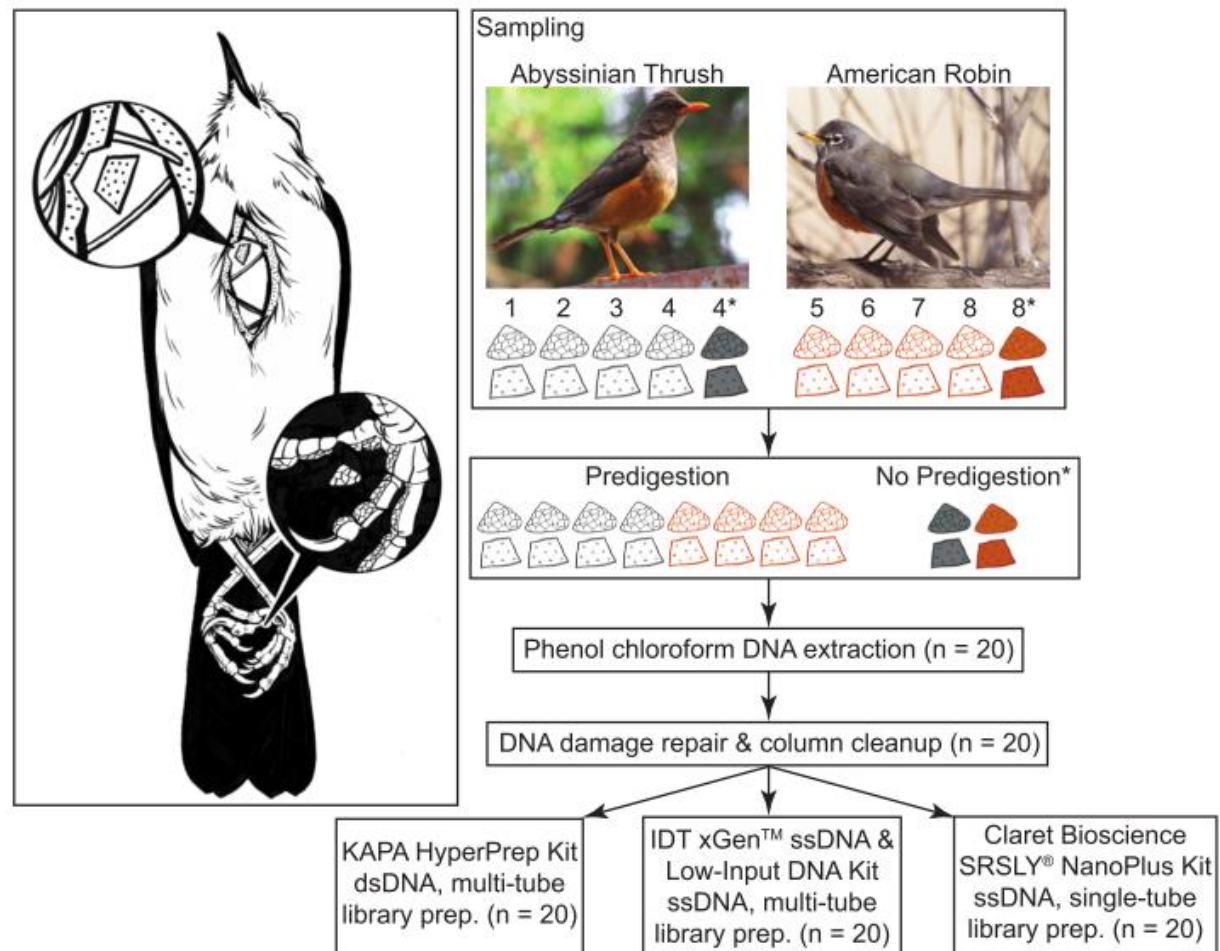 Sampling
Abyssinian Thrush
American Robin
1 2 3 4 4* 5 6 7 8 8*
Predigestion
No Predigestion*
Phenol chloroform DNA extraction (n = 20)
DNA damage repair & column cleanup (n = 20)
KAPA HyperPrep Kit
dsDNA, multi-tube
library prep. (n = 20)
IDT xGen™ ssDNA &
Low-Input DNA Kit
ssDNA, multi-tube
library prep. (n = 20)
Claret Bioscience
SRSLY® NanoPlus Kit
ssDNA, single-tube
library prep. (n = 20)